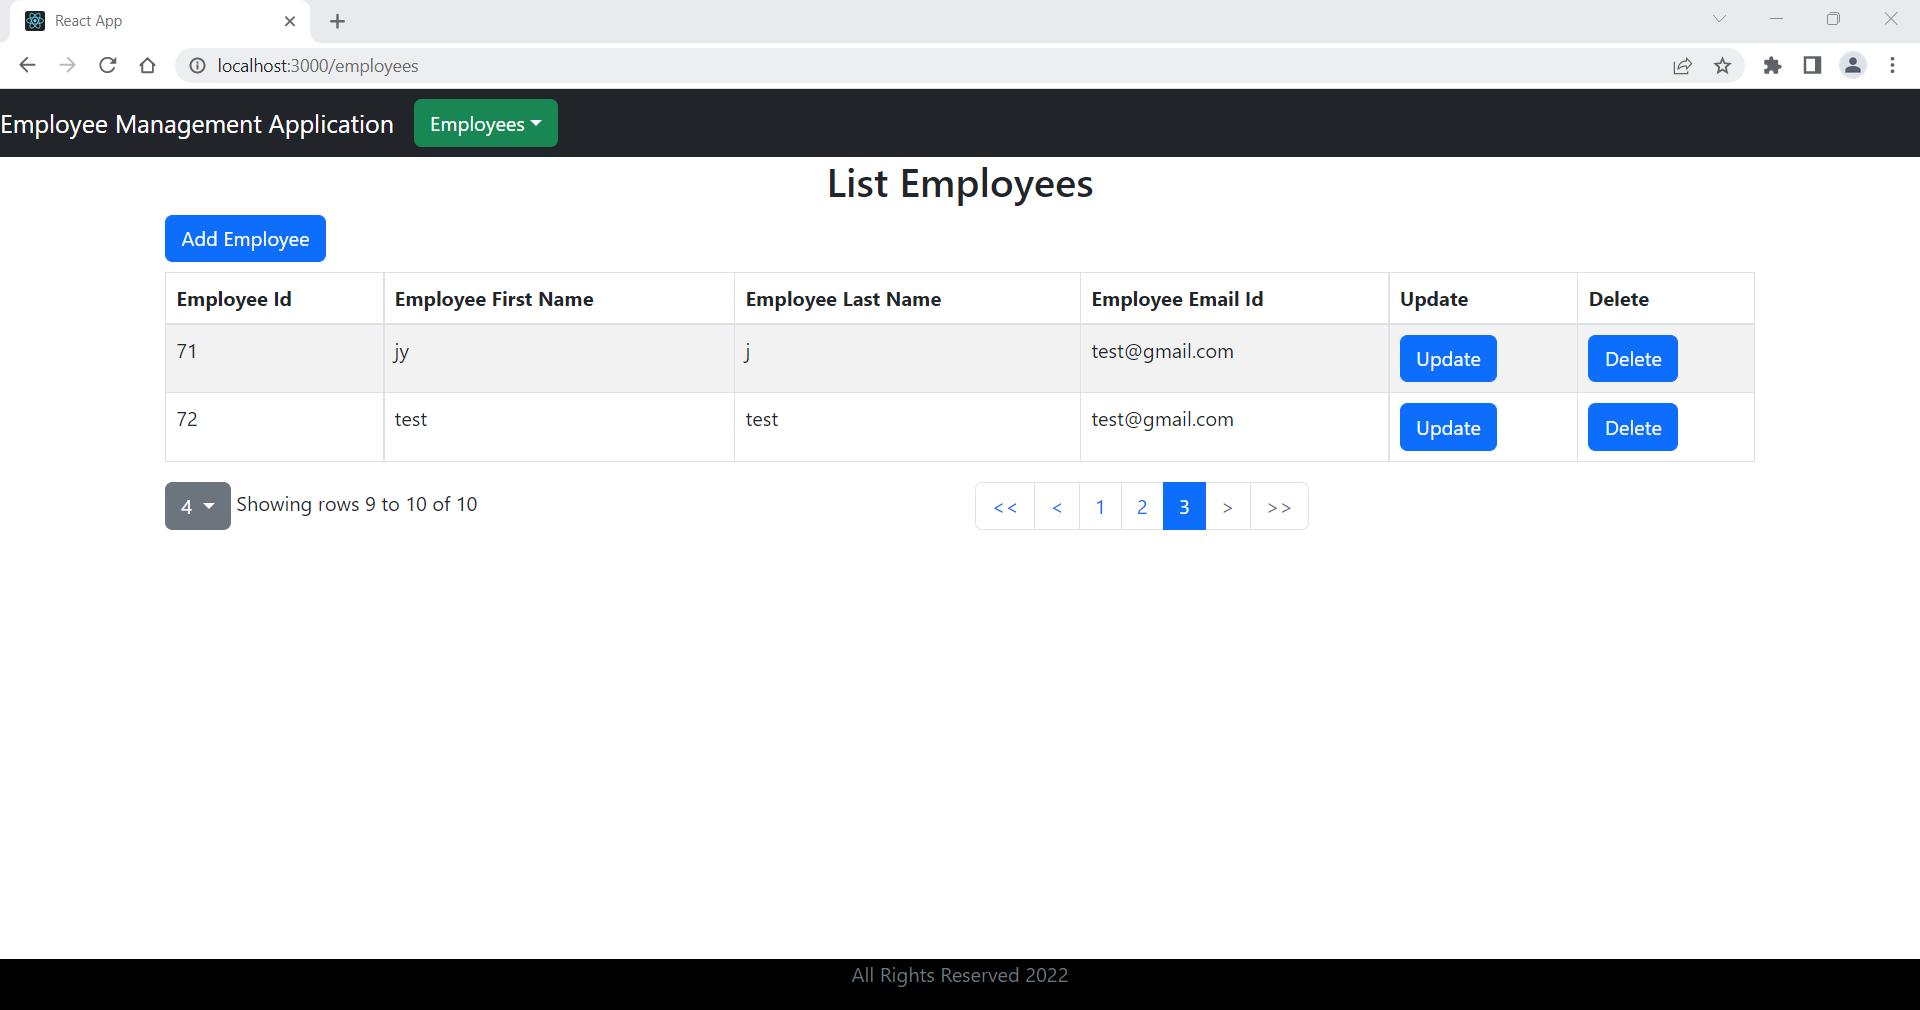 React App
localhost:3000/employees
Employee Management Application Employees
List Employees
Add Employee
Employee Id Employee First Name Employee Last Name Employee Email Id Update Delete
71 jy j test@gmail.com Update Delete
72 test test test@gmail.com Update Delete
4 Showing rows 9 to 10 of 10 << < 1 2 3 > >>
All Rights Reserved 2022